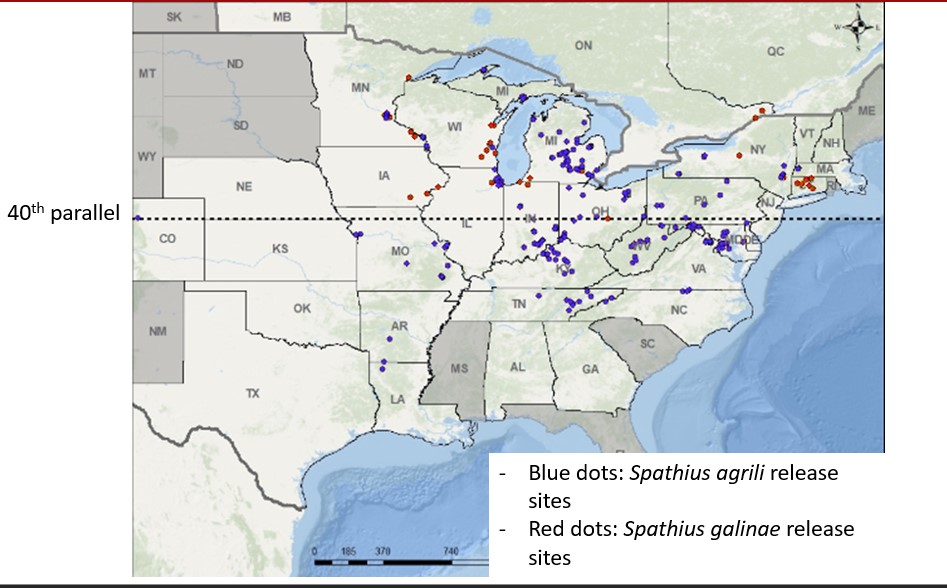 SK
MB
ON
QC
MT
ND
MN
MI
ME
WI
VT
NH
SD
MI
NY
WY
MA
RI
IA
NE
PA
NJ
40th parallel
OH
IL
IN
CO
MD
DE
WV
KS
MO
VA
KY
OK
TN
NC
NM
AR
SC
MS
AL
GA
TX
LA
- Blue dots: Spathius agrili release
sites
- Red dots: Spathius galinae release
sites
0 185 370 740